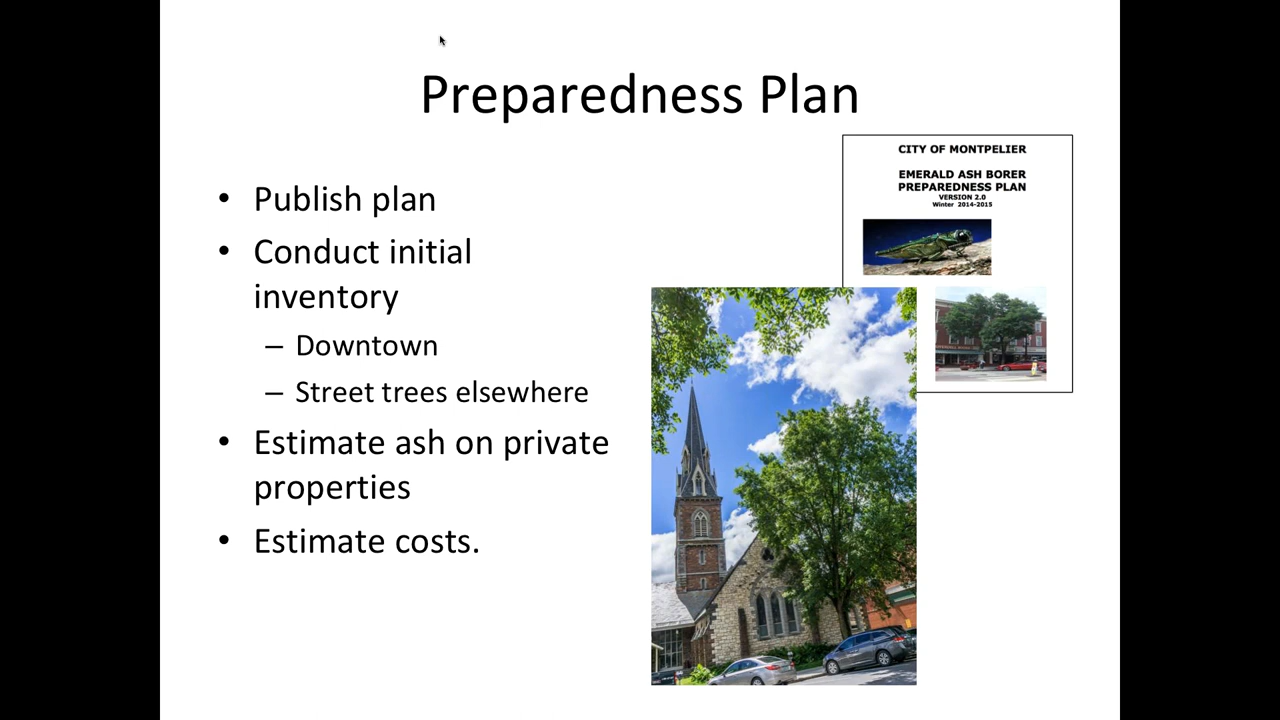 Preparedness Plan
• Publish plan
• Conduct initial
inventory
– Downtown
– Street trees elsewhere
• Estimate ash on private
properties
• Estimate costs.
CITY OF MONTPELIER
EMERALD ASH BORER
PREPAREDNESS PLAN
VERSION 2.0
Winter 2014-2015